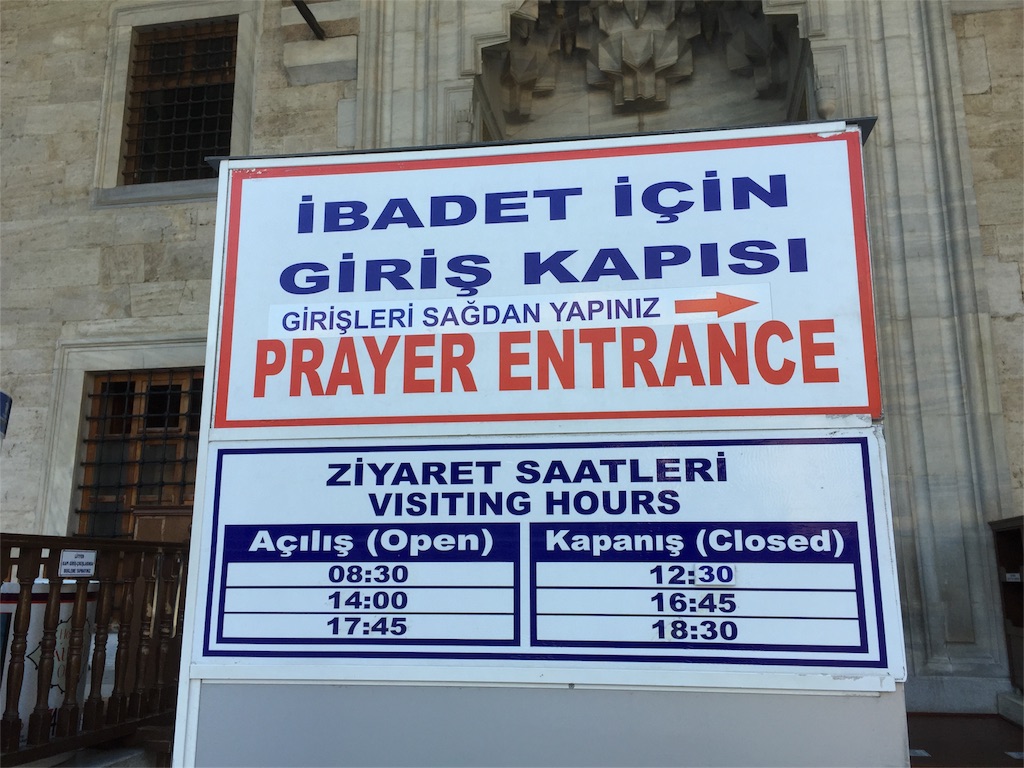 İBADET İÇİN
GİRİŞ KAPISI
GİRİŞLERİ SAĞDAN YAPINIZ
PRAYER ENTRANCE
ZİYARET SAATLERİ
VISITING HOURS
Açılış (Open) Kapanış (Closed)
08:30 12:30
14:00 16:45
17:45 18:30